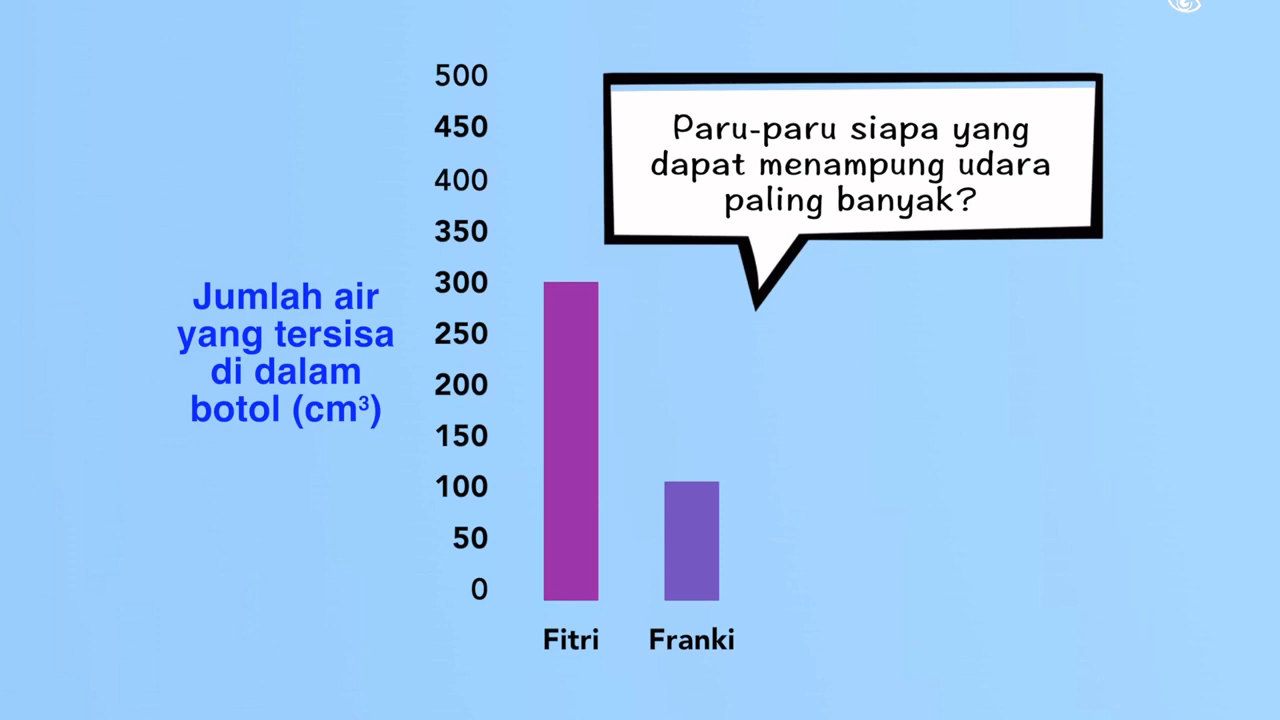 Paru-paru siapa yang
dapat menampung udara
paling banyak?
500
450
400
350
300
250
200
150
100
50
0
Jumlah air
yang tersisa
di dalam
botol (cm³)
Fitri
Franki